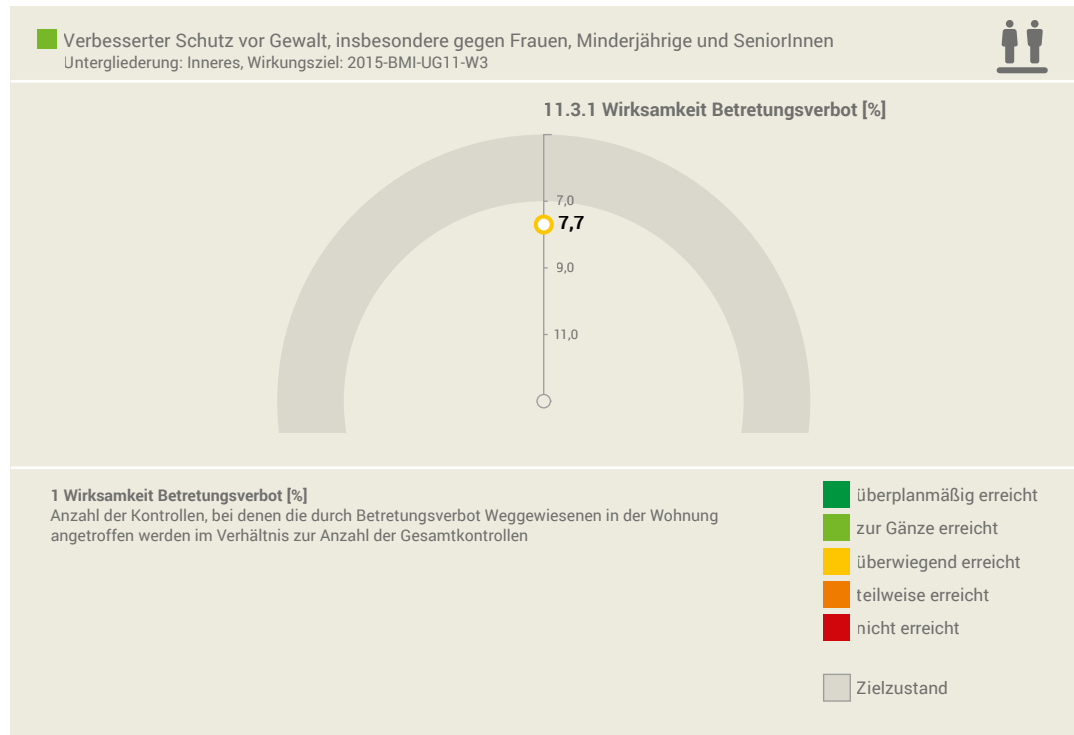 Verbesserter Schutz vor Gewalt, insbesondere gegen Frauen, Minderjährige und SeniorInnen
Untergliederung: Inneres, Wirkungsziel: 2015-BMI-UG11-W3
11.3.1 Wirksamkeit Betretungsverbot [%]
7,0
7,7
9,0
11,0
1 Wirksamkeit Betretungsverbot [%]
Anzahl der Kontrollen, bei denen die durch Betretungsverbot Weggewiesenen in der Wohnung
angetroffen werden im Verhältnis zur Anzahl der Gesamtkontrollen
überplanmäßig erreicht
zur Gänze erreicht
überwiegend erreicht
teilweise erreicht
nicht erreicht
Zielzustand